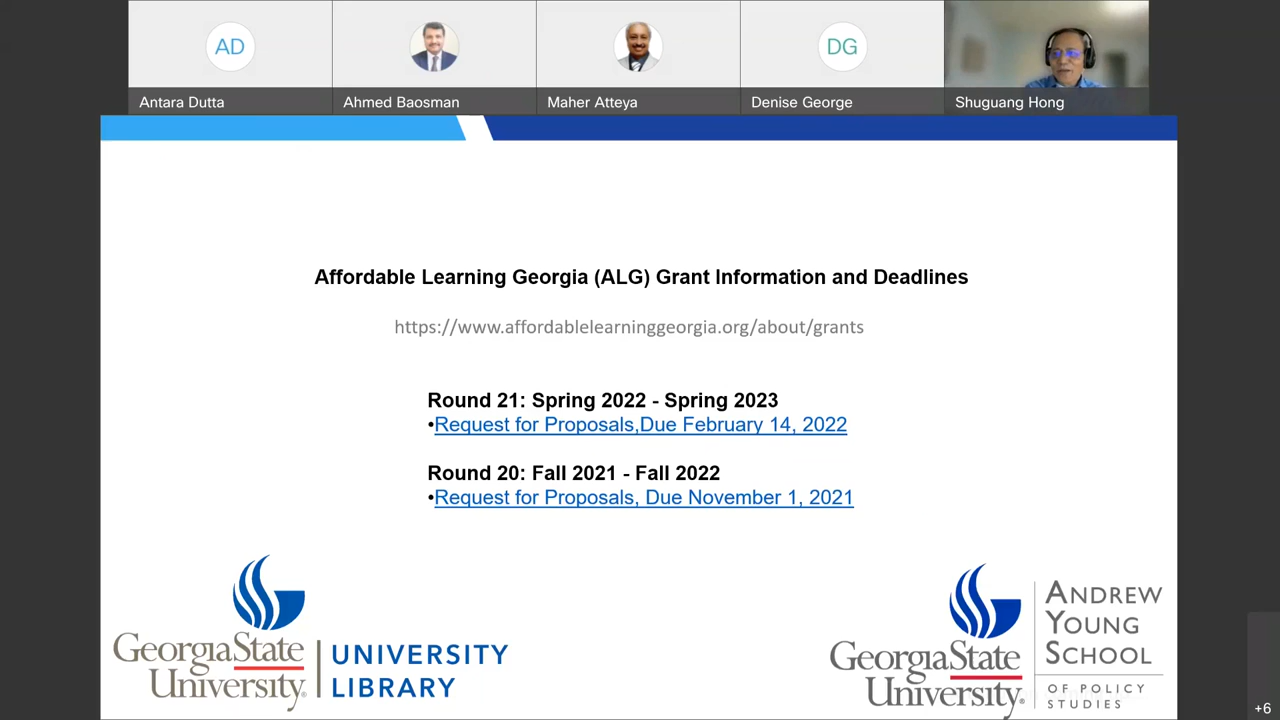 AD
DG
Antara Dutta
Ahmed Baosman
Maher Atteya
Denise George
Shuguang Hong
Affordable Learning Georgia (ALG) Grant Information and Deadlines
https://www.affordablelearninggeorgia.org/about/grants
Round 21: Spring 2022 - Spring 2023
•Request for Proposals,Due February 14, 2022
Round 20: Fall 2021 - Fall 2022
•Request for Proposals, Due November 1, 2021
GeorgiaState
University
UNIVERSITY
LIBRARY
GeorgiaState
University
ANDREW
YOUNG
SCHOOL
OF POLICY
STUDIES
+6